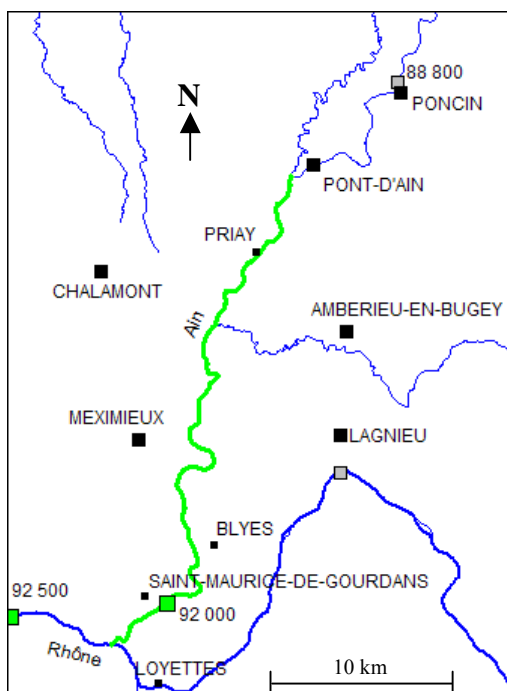 88 800
PONCIN
N
PONT-D'AIN
PRIAY
CHALAMONT
AMBERIEU-EN-BUGEY
Ain
MEXIMIEUX
LAGNIEU
BLYES
SAINT-MAURICE-DE-GOURDANS
92 500
92 000
Rhône
LOYETTES
10 km